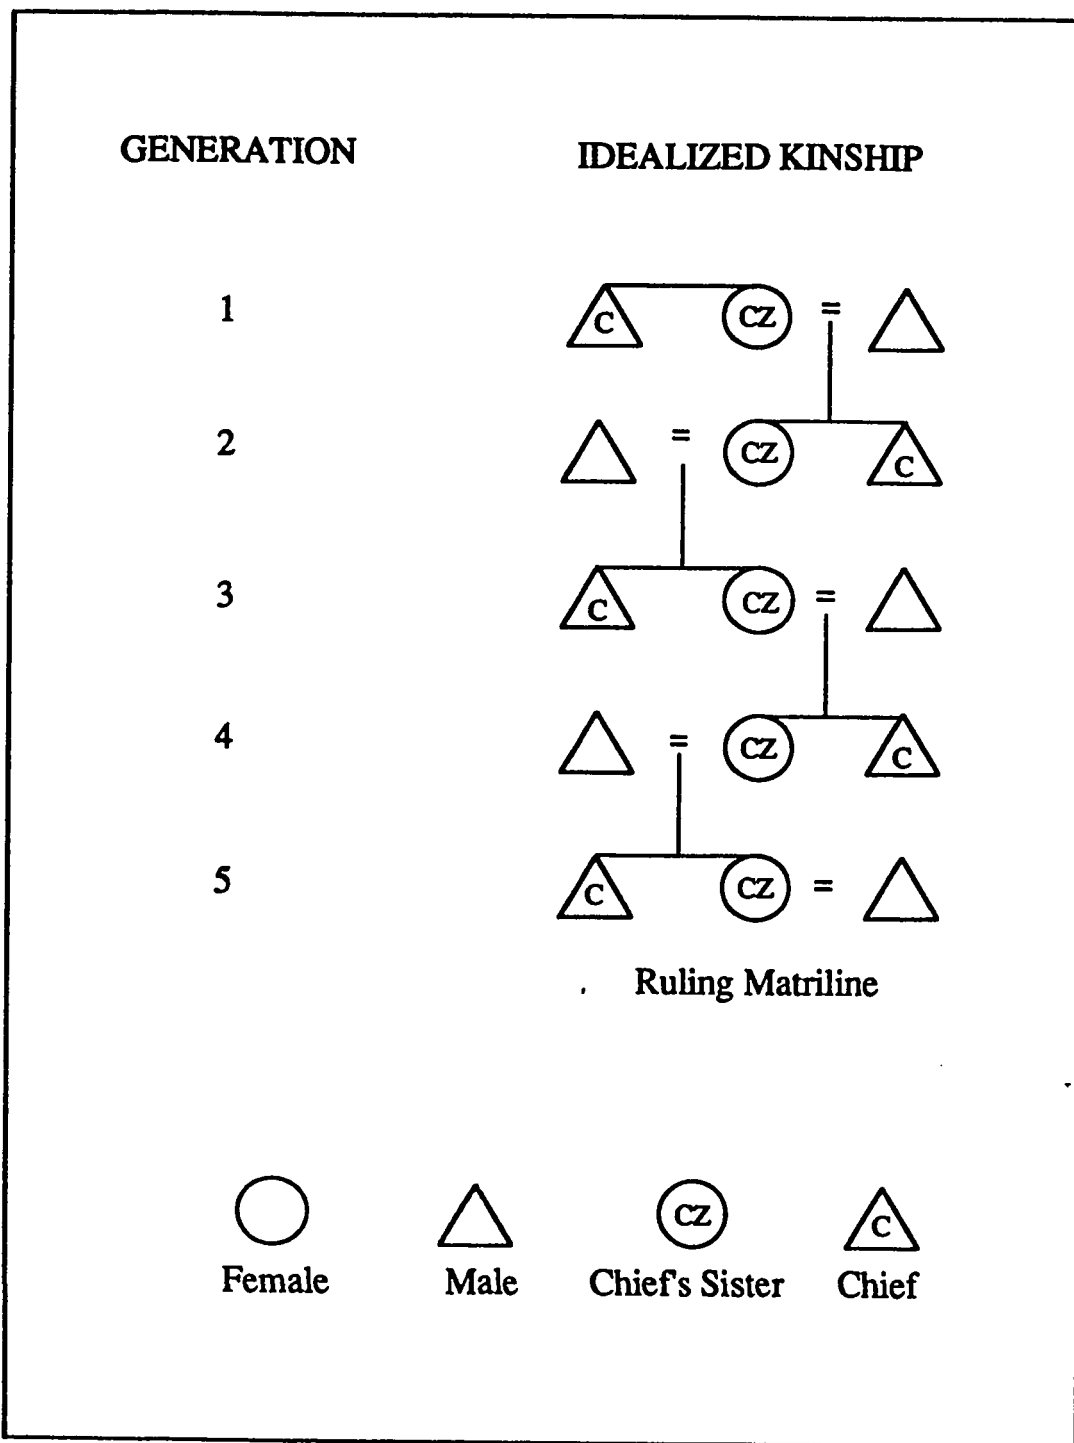 GENERATION IDEALIZED KINSHIP
1 C CZ =
2 = CZ C
3 C CZ =
4 = CZ C
5 C CZ =
Ruling Matriline
CZ C
Female Male Chief's Sister Chief